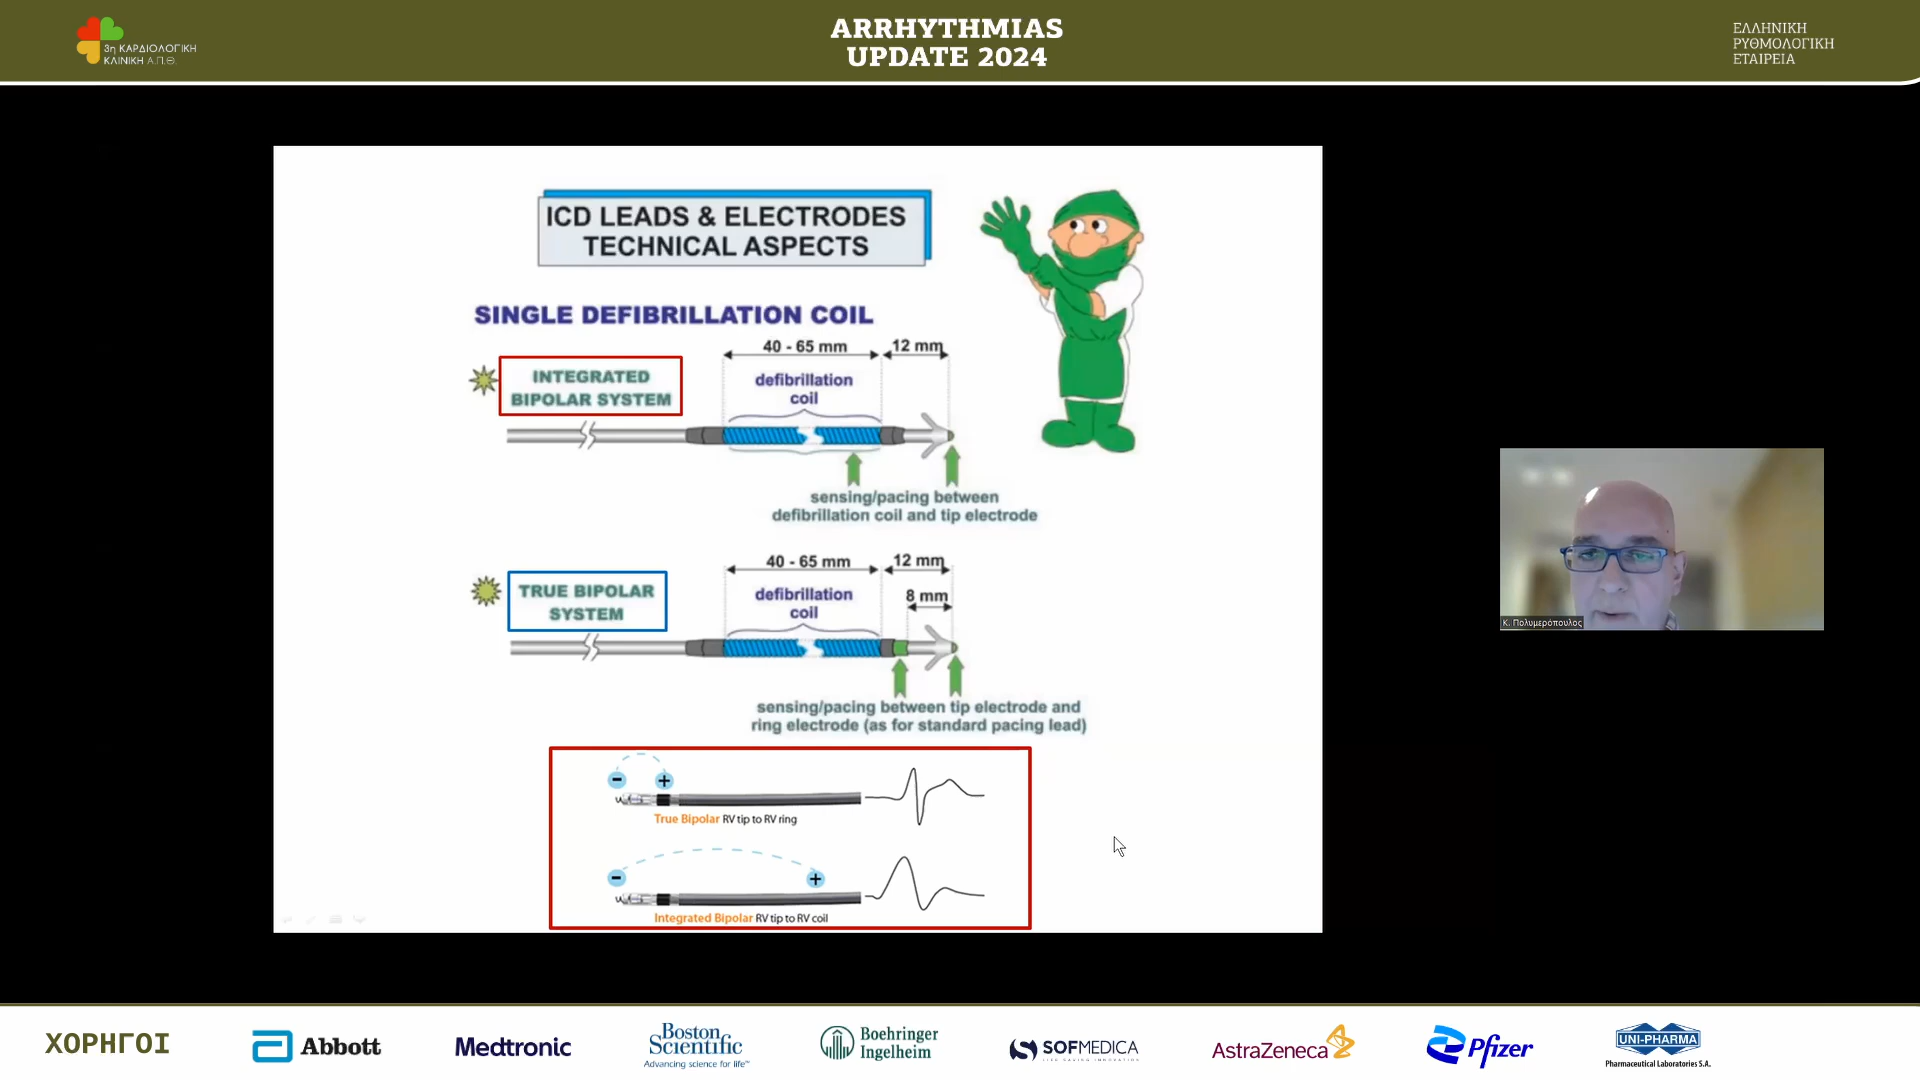 3η ΚΑΡΔΙΟΛΟΓΙΚΗ
ΚΛΙΝΙΚΗ Α.Π.Θ.
ARRHYTHMIAS
UPDATE 2024
ΕΛΛΗΝΙΚΗ
ΡΥΘΜΟΛΟΓΙΚΗ
ΕΤΑΙΡΕΙΑ
ICD LEADS & ELECTRODES
TECHNICAL ASPECTS
SINGLE DEFIBRILLATION COIL
40 - 65 mm
12 mm
INTEGRATED
BIPOLAR SYSTEM
defibrillation
coil
sensing/pacing between
defibrillation coil and tip electrode
40 - 65 mm
12 mm
TRUE BIPOLAR
SYSTEM
defibrillation
coil
8 mm
sensing/pacing between tip electrode and
ring electrode (as for standard pacing lead)
− +
True Bipolar RV tip to RV ring
− +
Integrated Bipolar RV tip to RV coil
Κ. Πολυμερόπουλος
ΧΟΡΗΓΟΙ
Abbott
Medtronic
Boston
Scientific
Advancing science for life™
Boehringer
Ingelheim
SOFMEDICA
AstraZeneca
Pfizer
UNI-PHARMA
Pharmaceutical Laboratories S.A.